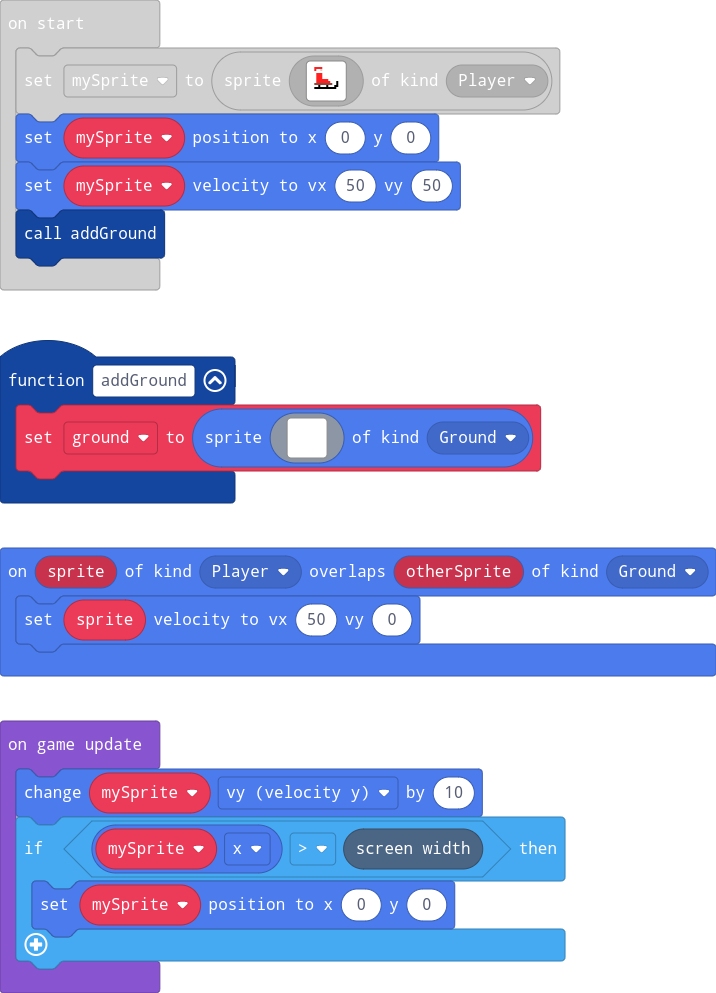 on start
set mySprite to sprite of kind Player
set mySprite position to x 0 y 0
set mySprite velocity to vx 50 vy 50
call addGround
function addGround
set ground to sprite of kind Ground
on sprite of kind Player overlaps otherSprite of kind Ground
set sprite velocity to vx 50 vy 0
on game update
change mySprite vy (velocity y) by 10
if mySprite x > screen width then
set mySprite position to x 0 y 0